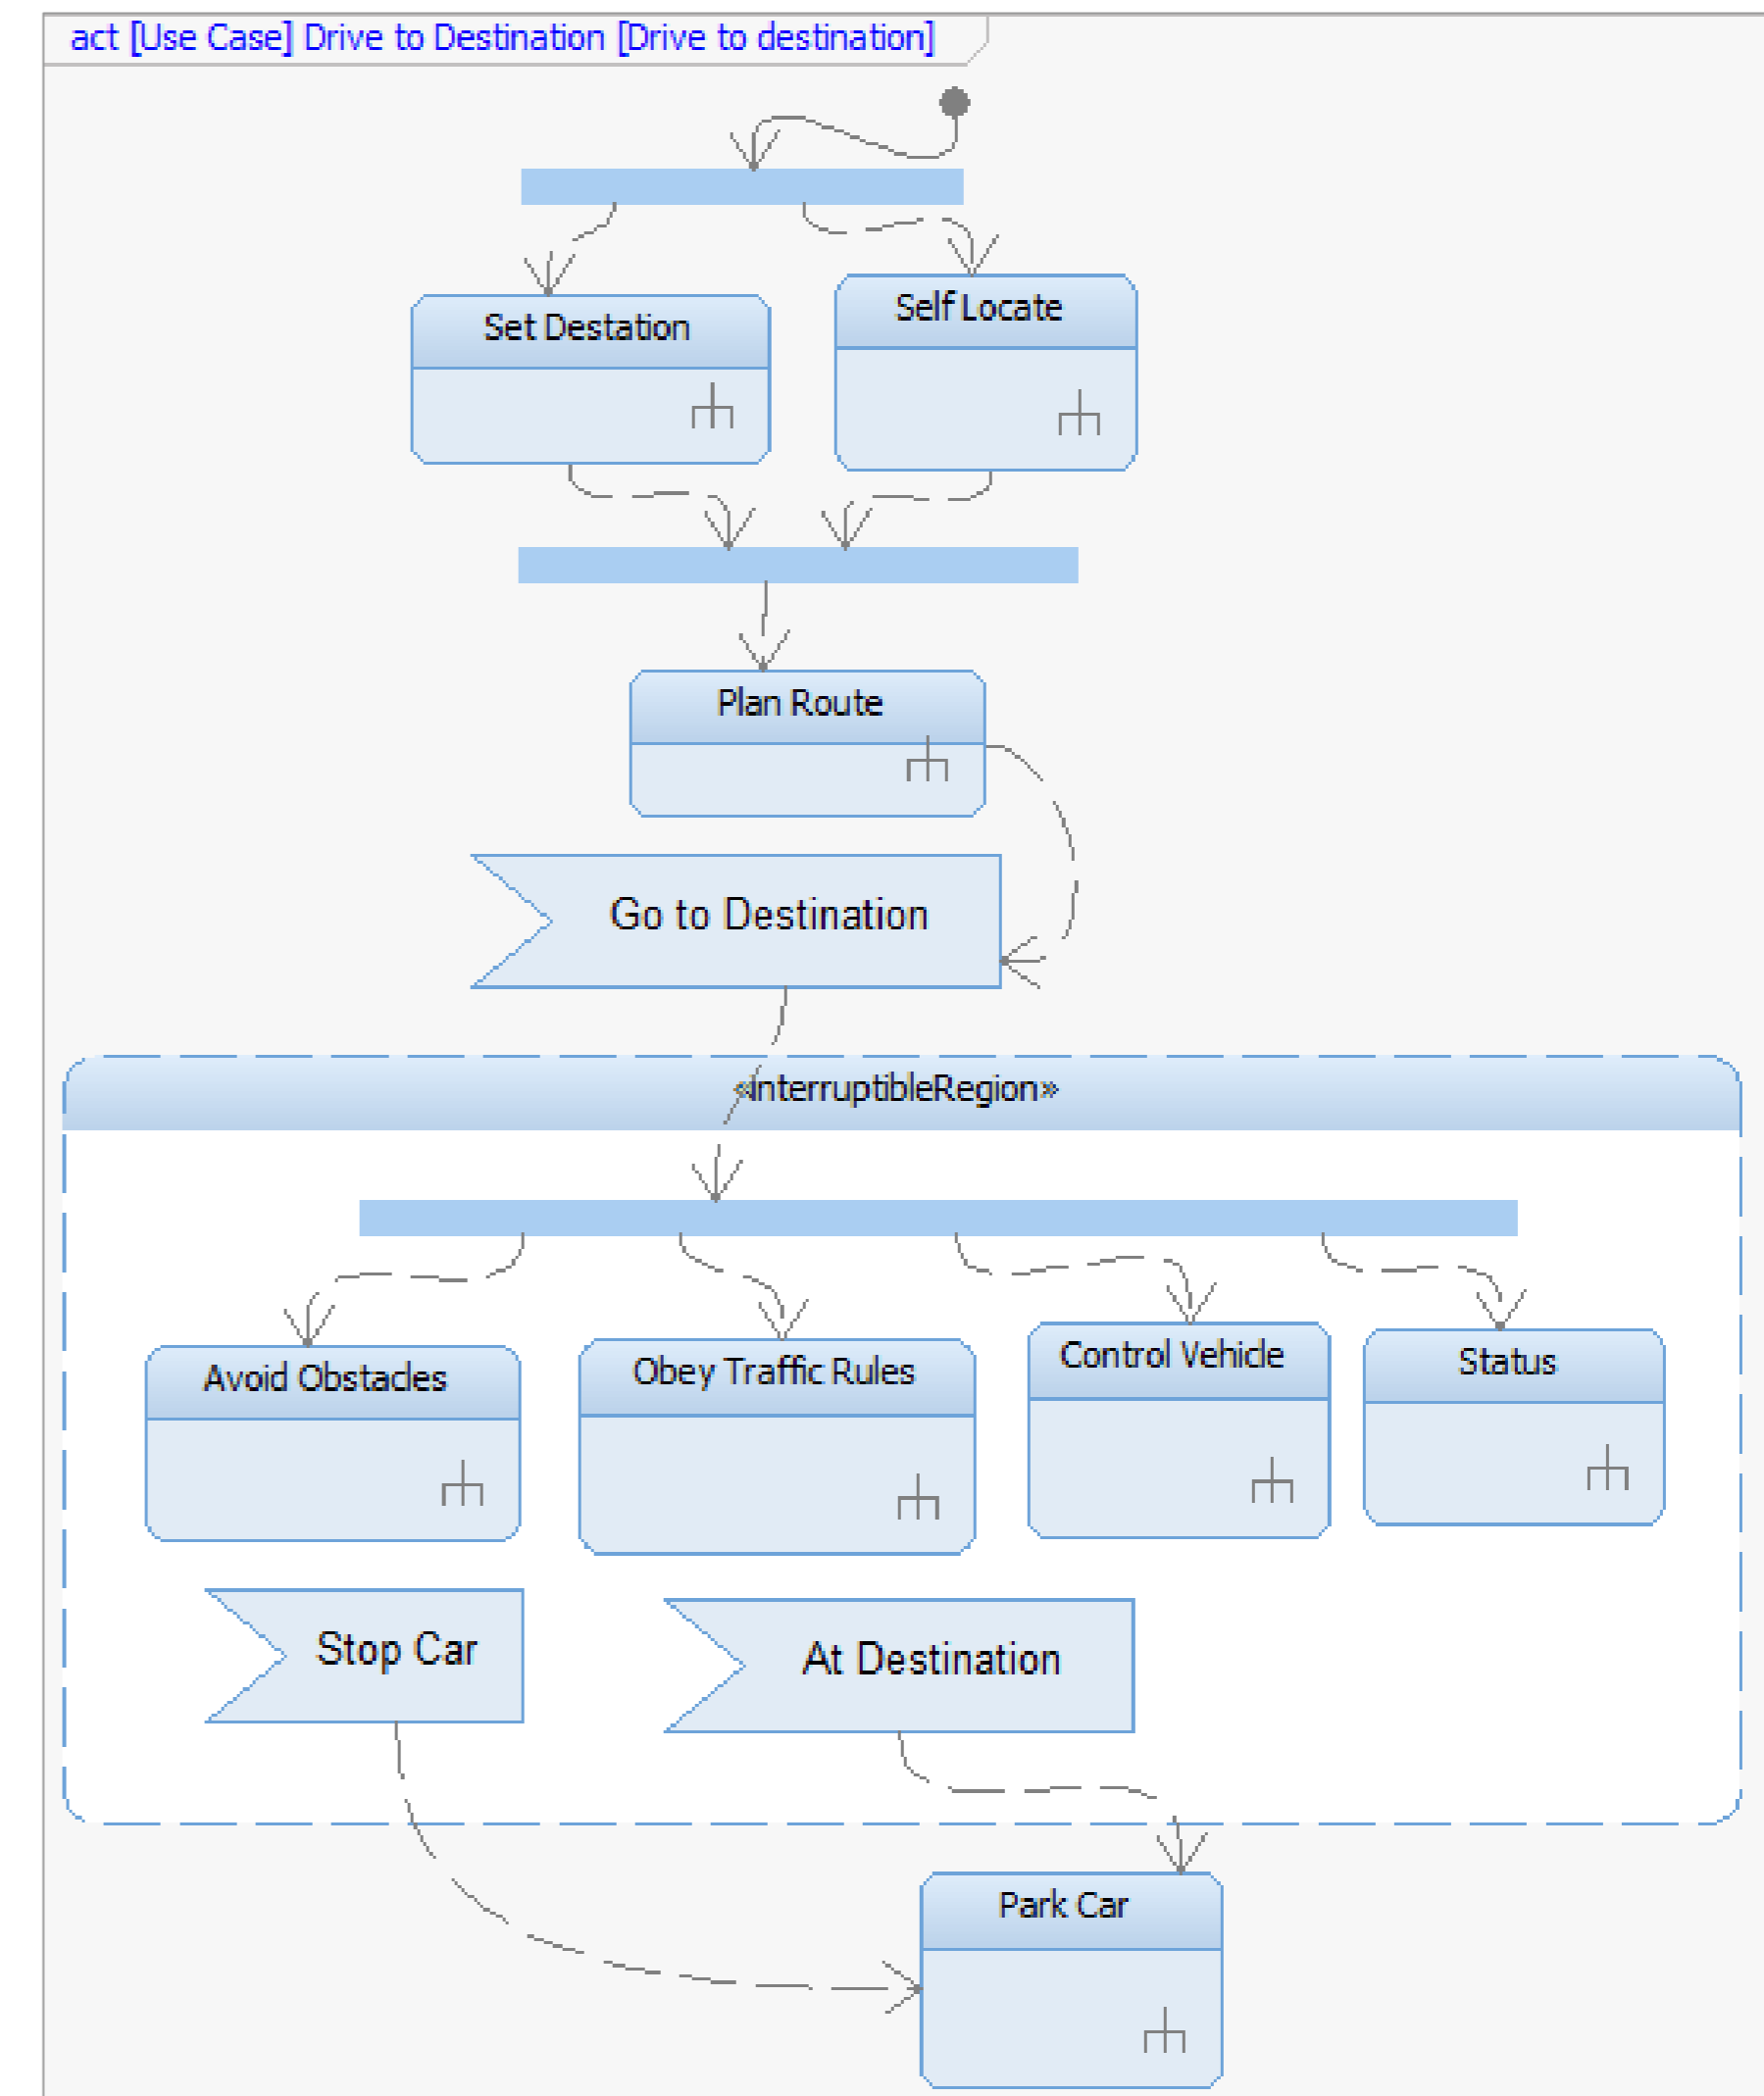 act [Use Case] Drive to Destination [Drive to destination]
Set Destation
Self Locate
Plan Route
Go to Destination
«interruptibleRegion»
Avoid Obstacles
Obey Traffic Rules
Control Vehicle
Status
Stop Car
At Destination
Park Car